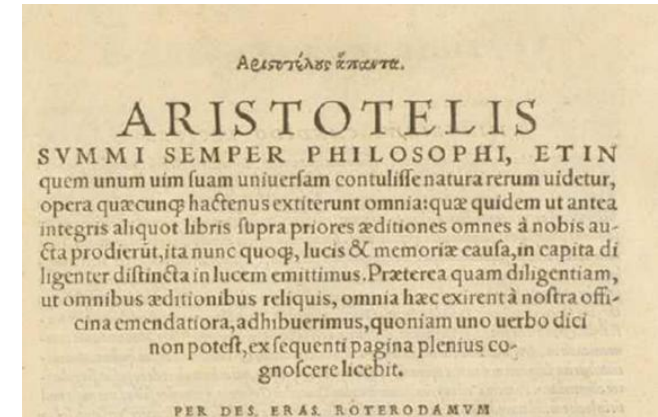 Αριστοτέλους ἅπαντα.
ARISTOTELIS
SVMMI SEMPER PHILOSOPHI, ET IN
quem unum uim ſuam uniuerſam contuliſſe natura rerum uidetur,
opera quæcunqꝫ hactenus extiterunt omnia: quæ quidem ut antea
integris aliquot libris ſupra priores æditiones omnes à nobis au-
cta prodierūt, ita nunc quoqꝫ, lucis & memoriæ cauſa, in capita di
ligenter diſtincta in lucem emittimus. Præterea quam diligentiam,
ut omnibus æditionibus reliquis, omnia hæc exirent à noſtra offi-
cina emendatiora, adhibuerimus, quoniam uno uerbo dici
non poteſt, ex ſequenti pagina plenius co-
gnoſcere licebit.
PER DES. ERAS. ROTERODAMVM